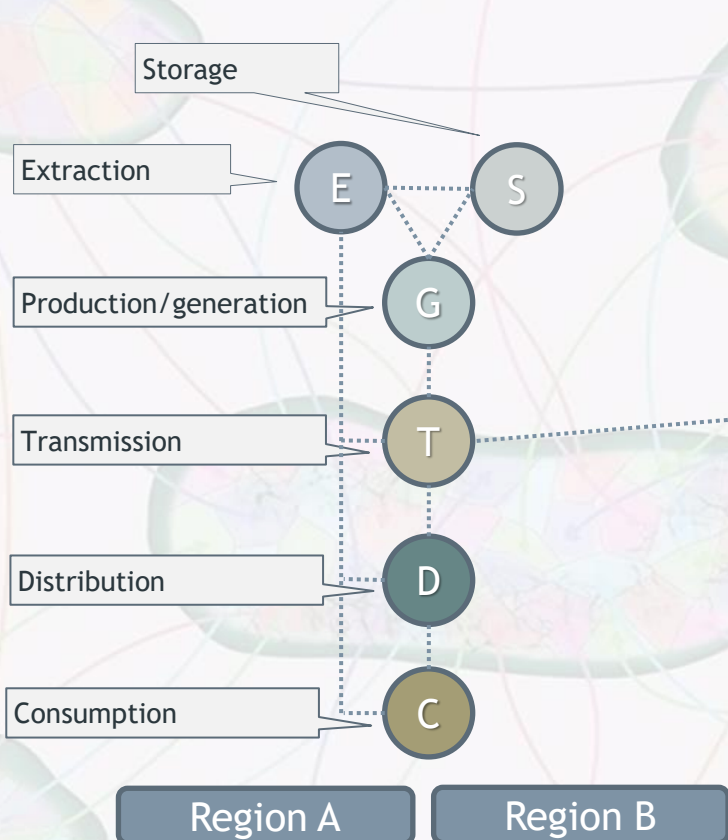 Storage
Extraction
E
S
Production/generation
G
Transmission
T
Distribution
D
Consumption
C
Region A
Region B